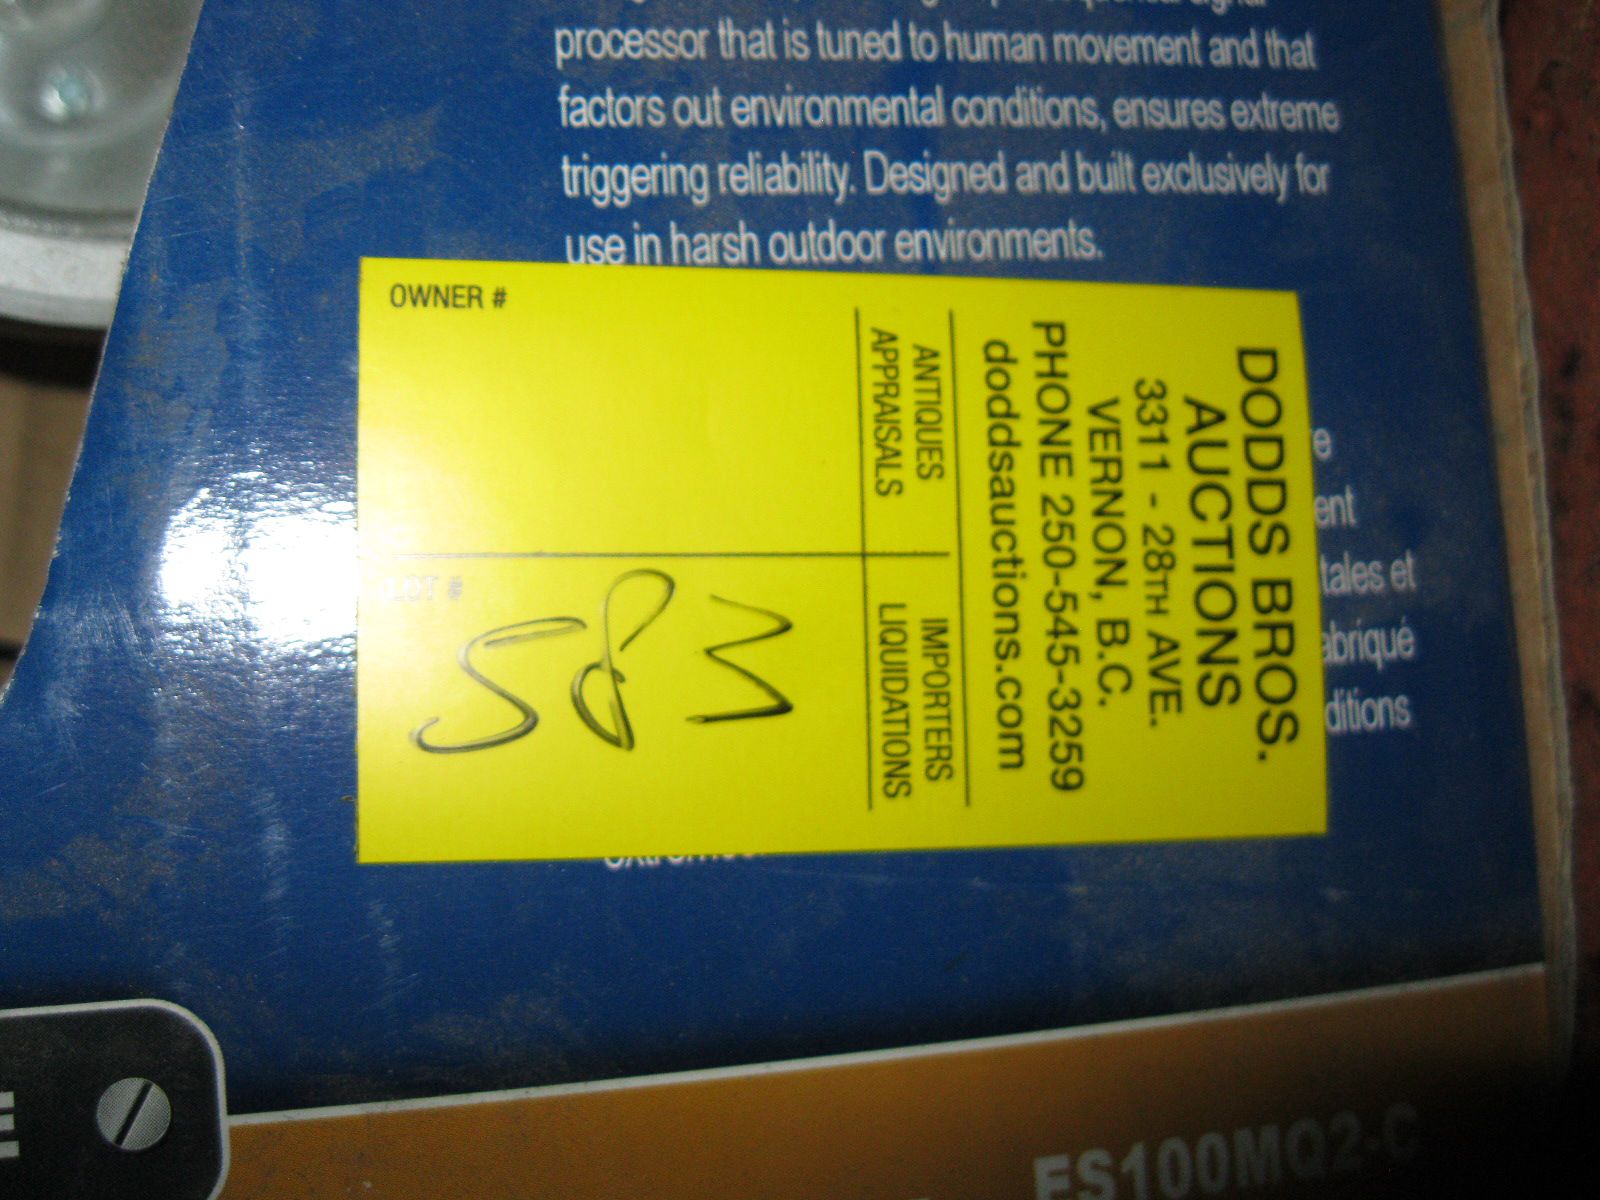 processor that is tuned to human movement and that
factors out environmental conditions, ensures extreme
triggering reliability. Designed and built exclusively for
use in harsh outdoor environments.
OWNER #
LOT #
583
DODDS BROS.
AUCTIONS
3311 - 28TH AVE.
VERNON, B.C.
PHONE 250-545-3259
doddsauctions.com
ANTIQUES
APPRAISALS
IMPORTERS
LIQUIDATIONS
e
ent
tales et
abriqué
ditions
E
ES100MQ2-C